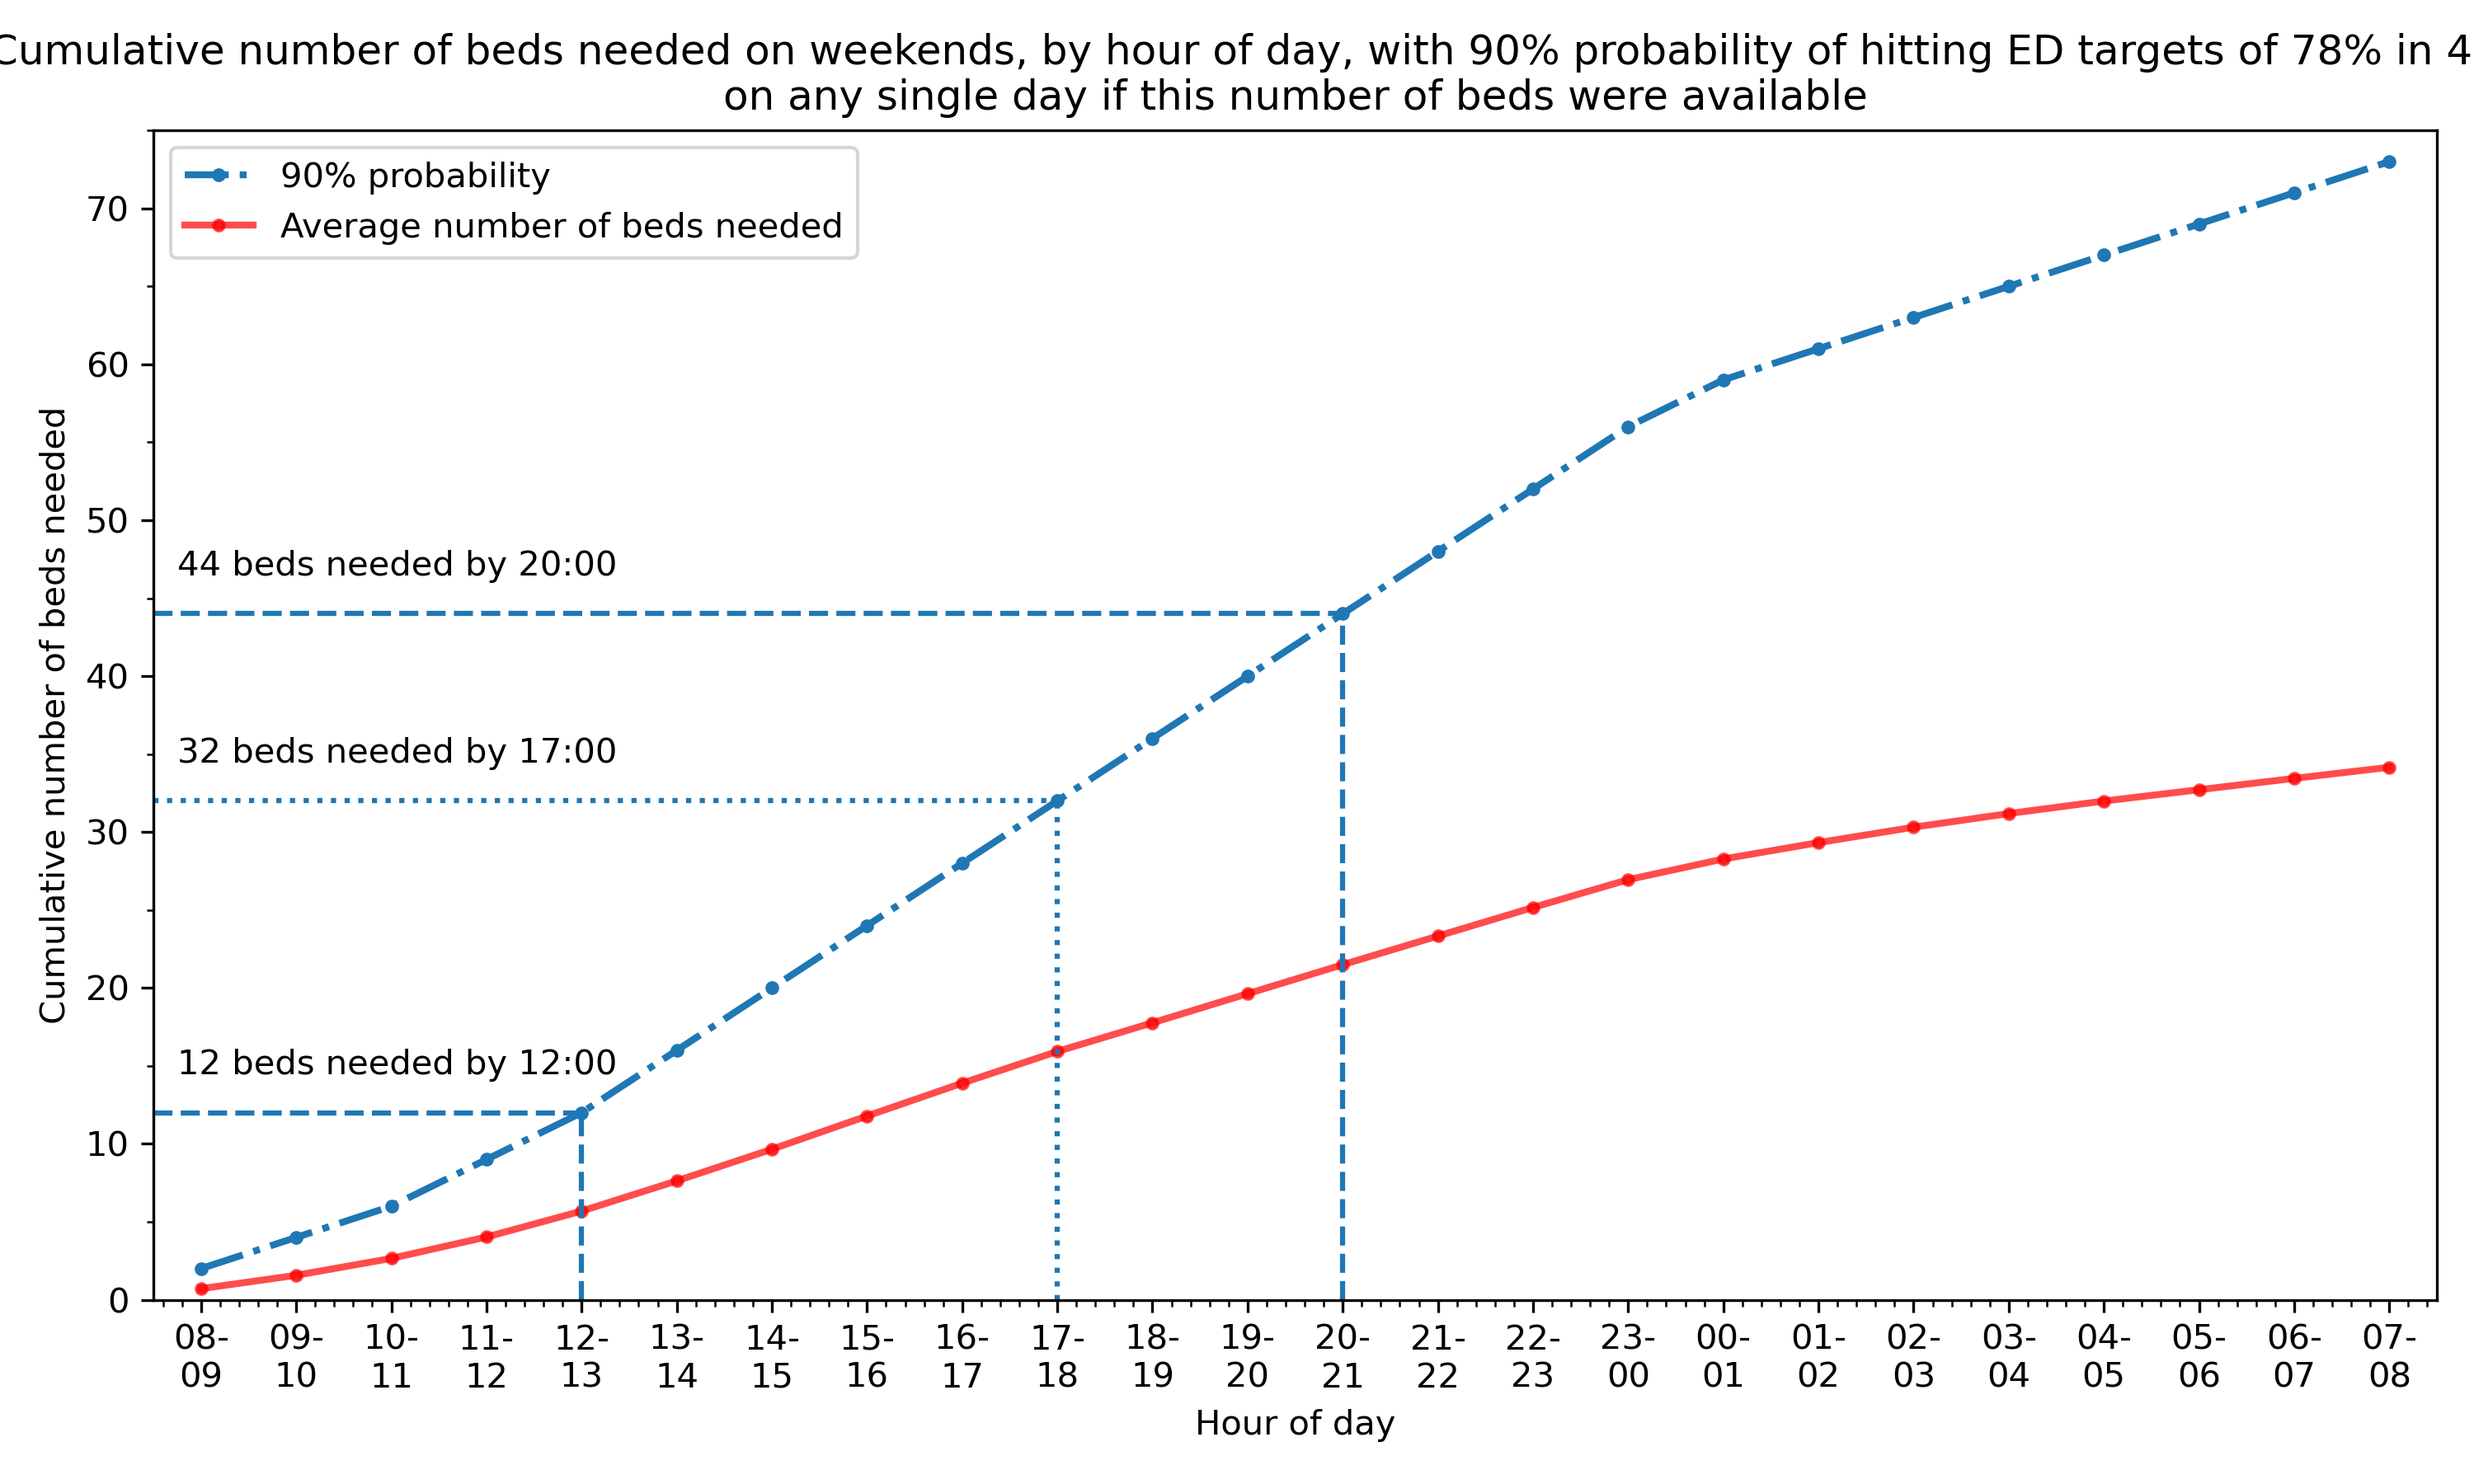 Cumulative number of beds needed on weekends, by hour of day, with 90% probability of hitting ED targets of 78% in 4
on any single day if this number of beds were available
90% probability
Average number of beds needed
Cumulative number of beds needed
70
60
50
40
30
20
10
0
44 beds needed by 20:00
32 beds needed by 17:00
12 beds needed by 12:00
08- 09- 10- 11- 12- 13- 14- 15- 16- 17- 18- 19- 20- 21- 22- 23- 00- 01- 02- 03- 04- 05- 06- 07-
09 10 11 12 13 14 15 16 17 18 19 20 21 22 23 00 01 02 03 04 05 06 07 08
Hour of day